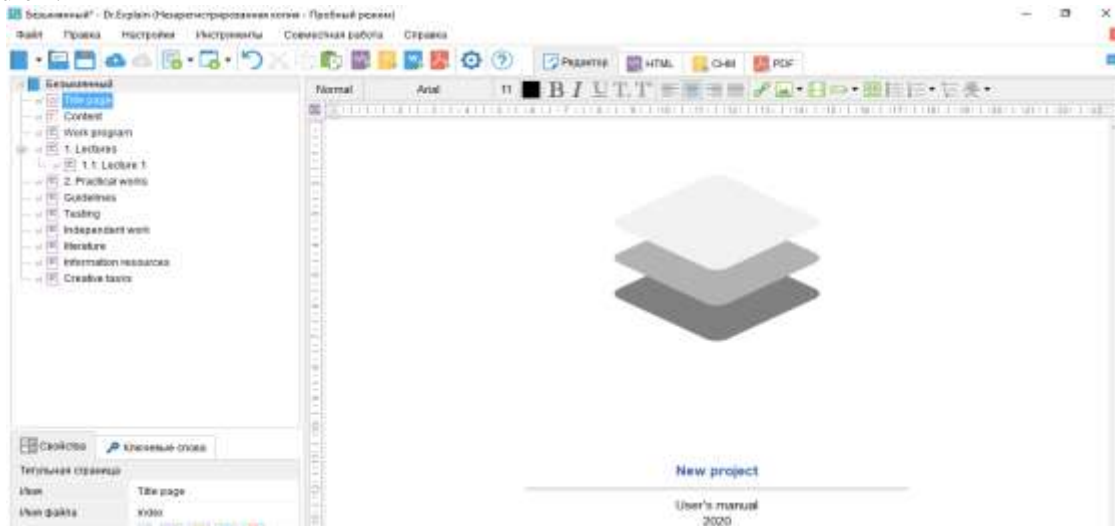 Безымянный* - Dr.Explain (Незарегистрированная копия - Пробный режим)
Файл Правка Настройки Инструменты Совместная работа Справка
Редактор HTML CHM PDF
Безымянный
Title page
Content
Work program
1. Lectures
1.1. Lecture 1
2. Practical works
Guidelines
Testing
Independent work
literature
Information resources
Creative tasks
Normal Arial 11 B I U T T
Свойства Ключевые слова
Титульная страница
Имя Title page
Имя файла index
New project
User's manual
2020